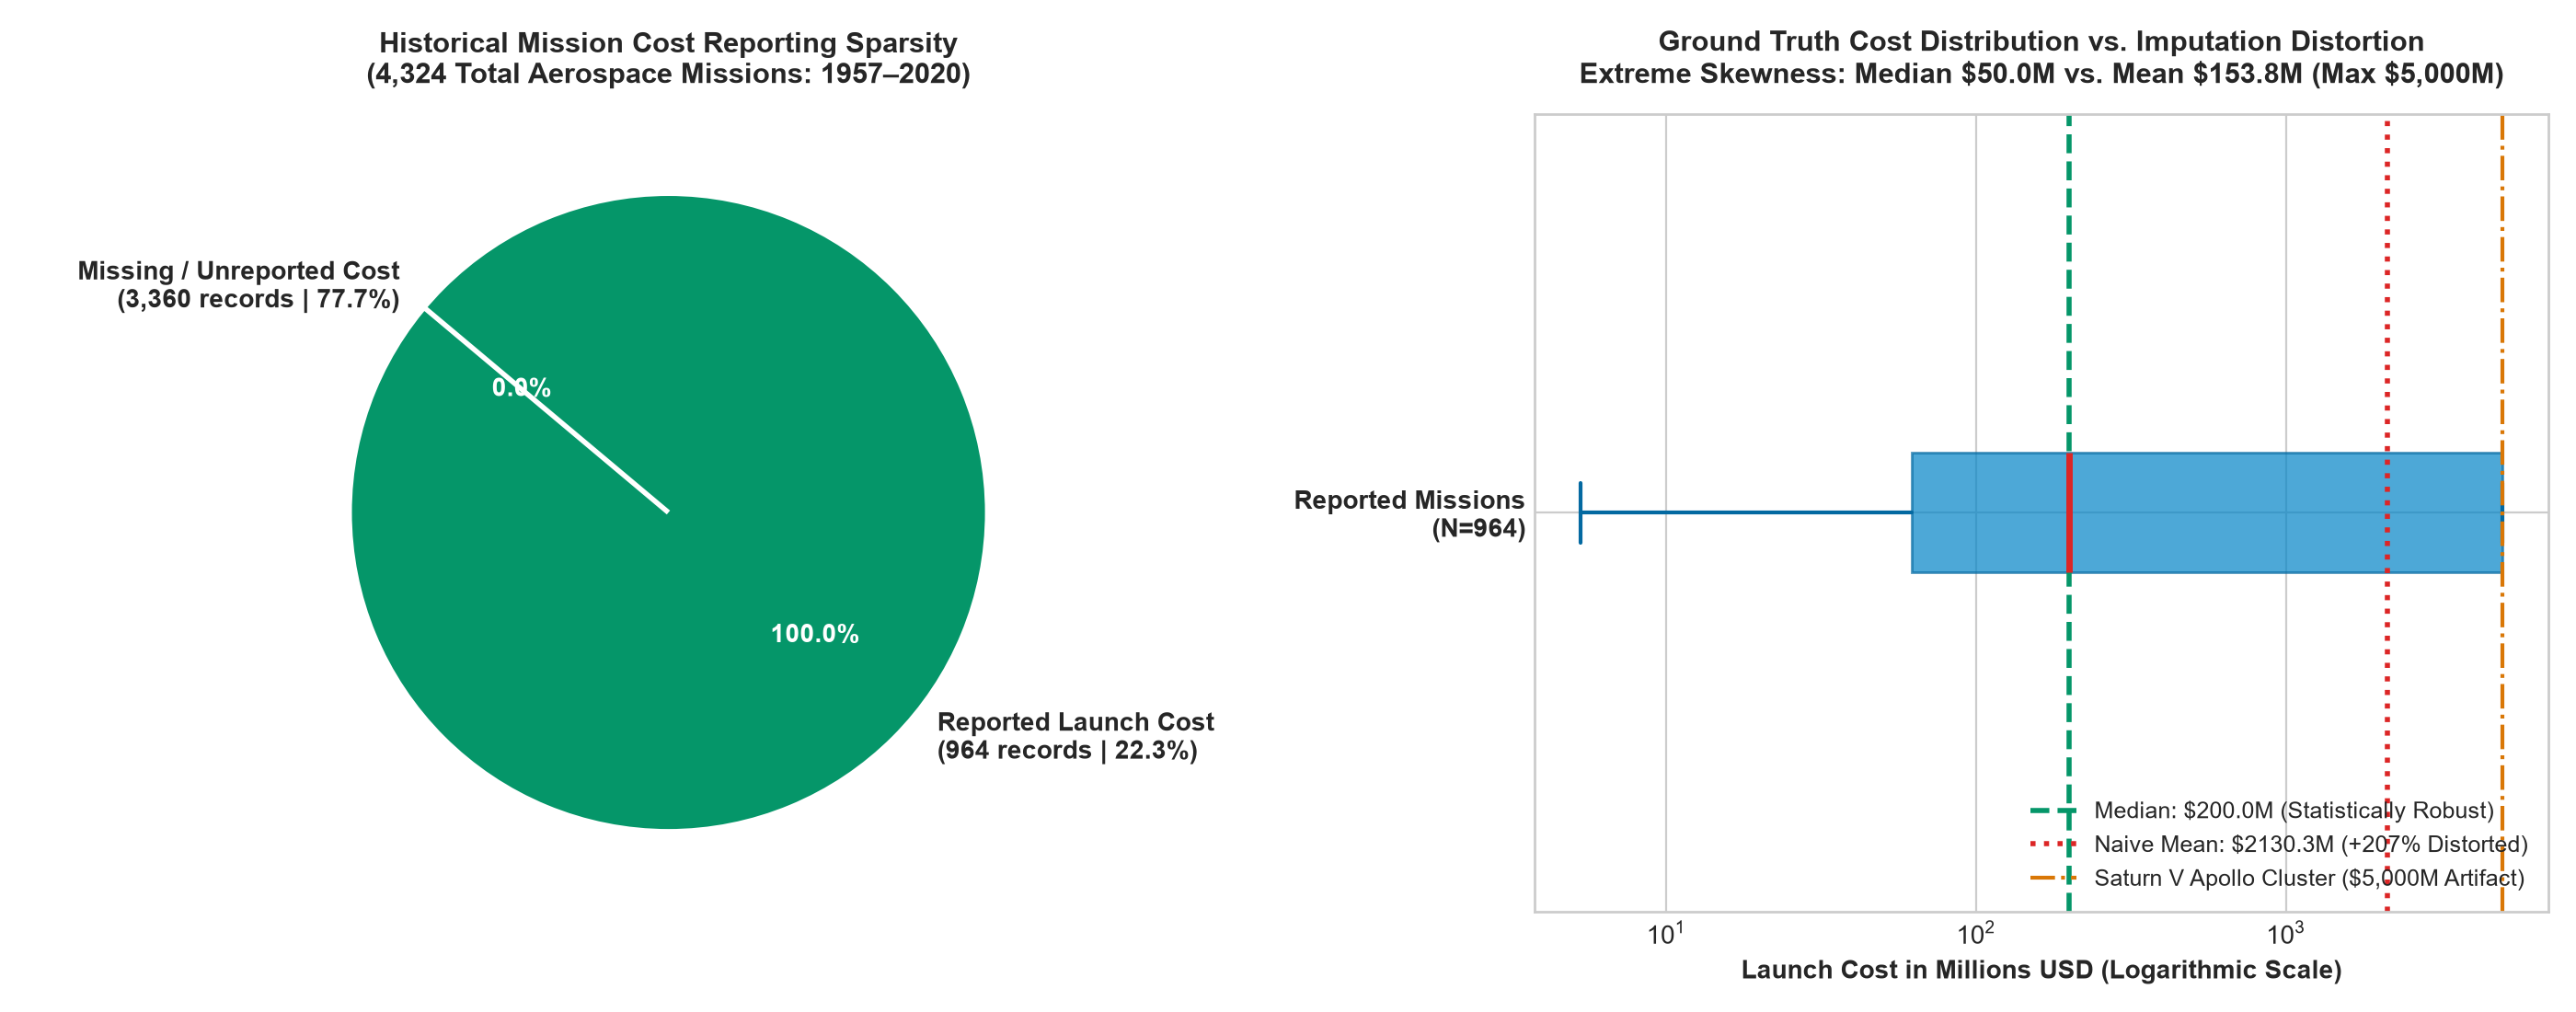 Historical Mission Cost Reporting Sparsity
(4,324 Total Aerospace Missions: 1957–2020)
Missing / Unreported Cost
(3,360 records | 77.7%)
0.0%
100.0%
Reported Launch Cost
(964 records | 22.3%)
Ground Truth Cost Distribution vs. Imputation Distortion
Extreme Skewness: Median $50.0M vs. Mean $153.8M (Max $5,000M)
Reported Missions
(N=964)
Median: $200.0M (Statistically Robust)
Naive Mean: $2130.3M (+207% Distorted)
Saturn V Apollo Cluster ($5,000M Artifact)
10¹ 10² 10³
Launch Cost in Millions USD (Logarithmic Scale)